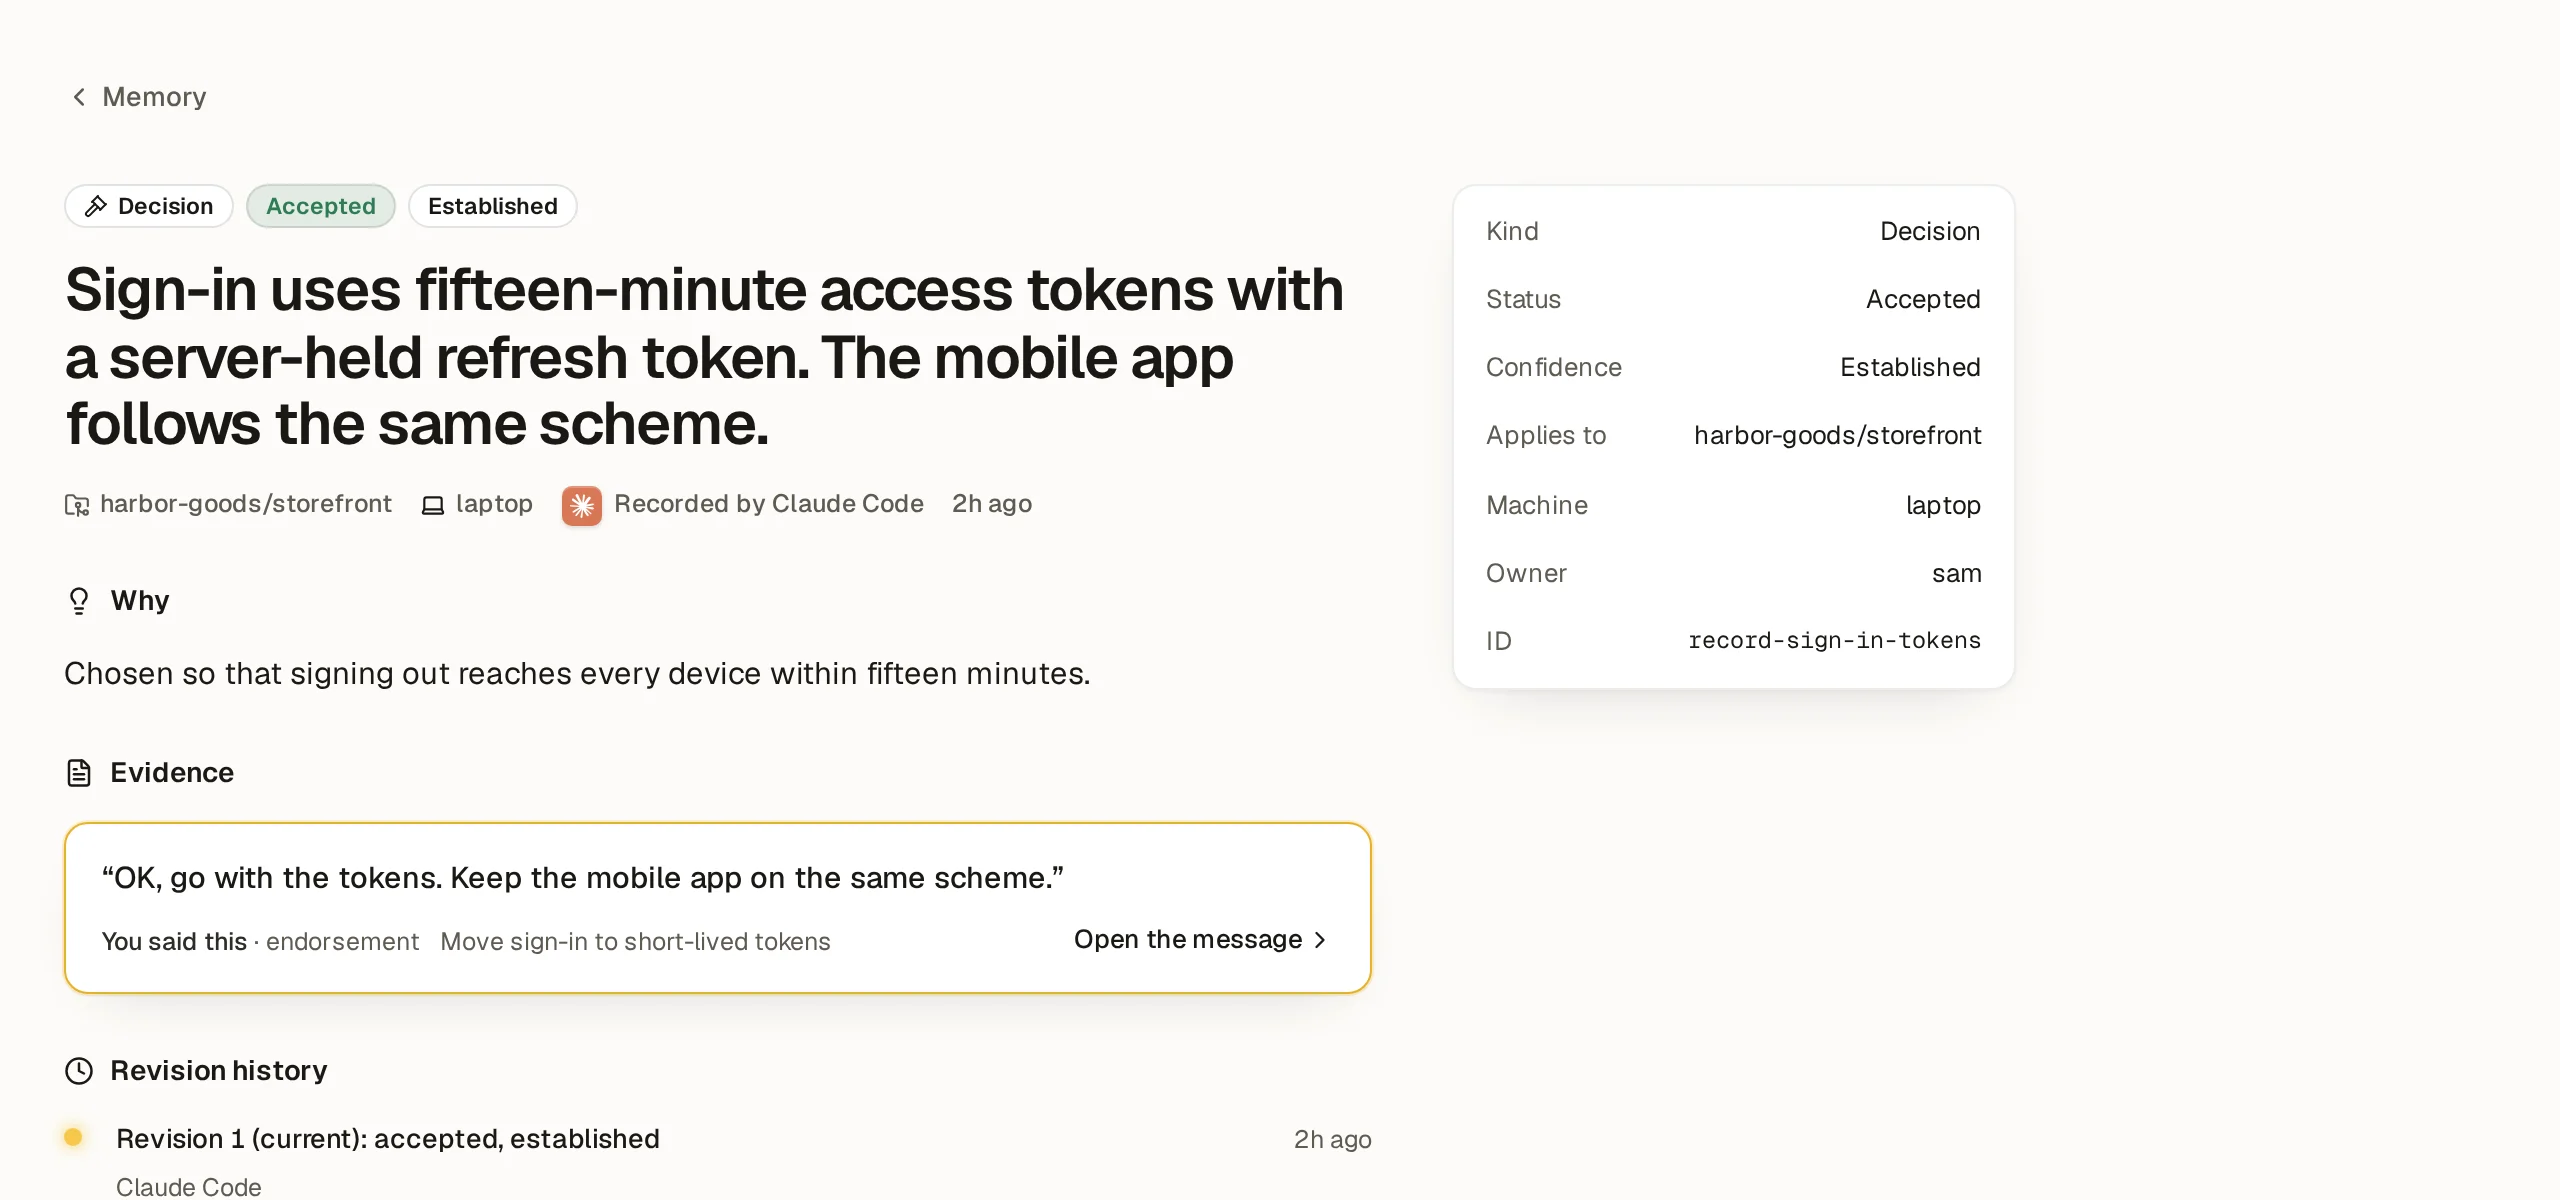 Memory
Decision
Accepted
Established
Sign-in uses fifteen-minute access tokens with
a server-held refresh token. The mobile app
follows the same scheme.
harbor-goods/storefront
laptop
Recorded by Claude Code
2h ago
Why
Chosen so that signing out reaches every device within fifteen minutes.
Evidence
“OK, go with the tokens. Keep the mobile app on the same scheme.”
You said this · endorsement Move sign-in to short-lived tokens
Open the message
Revision history
Revision 1 (current): accepted, established
2h ago
Claude Code
Kind Decision
Status Accepted
Confidence Established
Applies to harbor-goods/storefront
Machine laptop
Owner sam
ID record-sign-in-tokens